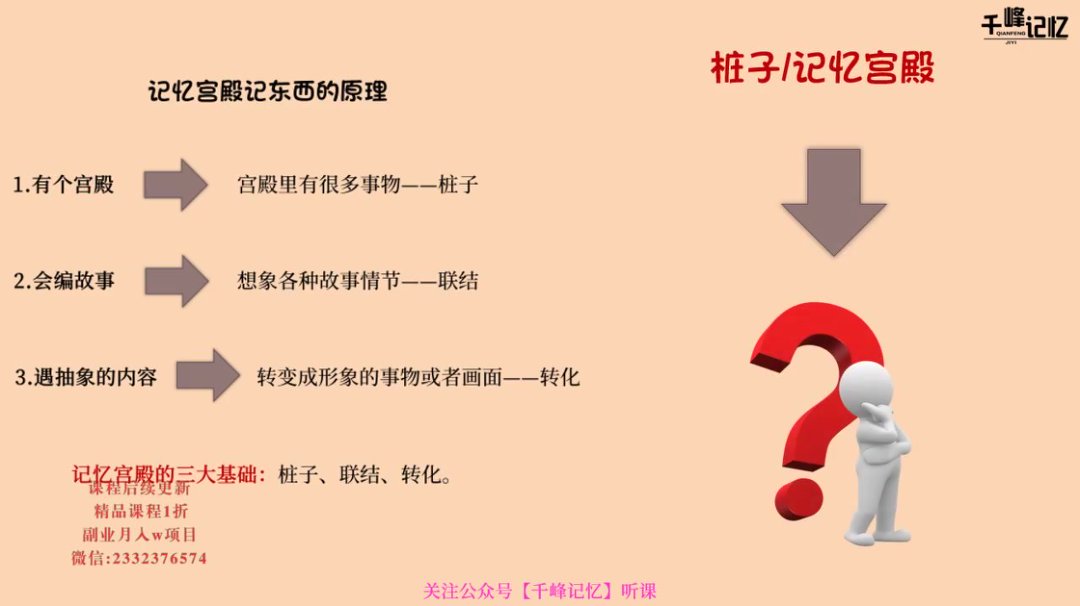 千峰记忆
QIANFENG
JIYI
桩子/记忆宫殿
记忆宫殿记东西的原理
1.有个宫殿
宫殿里有很多事物——桩子
2.会编故事
想象各种故事情节——联结
3.遇抽象的内容
转变成形象的事物或者画面——转化
记忆宫殿的三大基础：桩子、联结、转化。
课程后续更新
精品课程1折
副业月入w项目
微信:2332376574
关注公众号【千峰记忆】听课